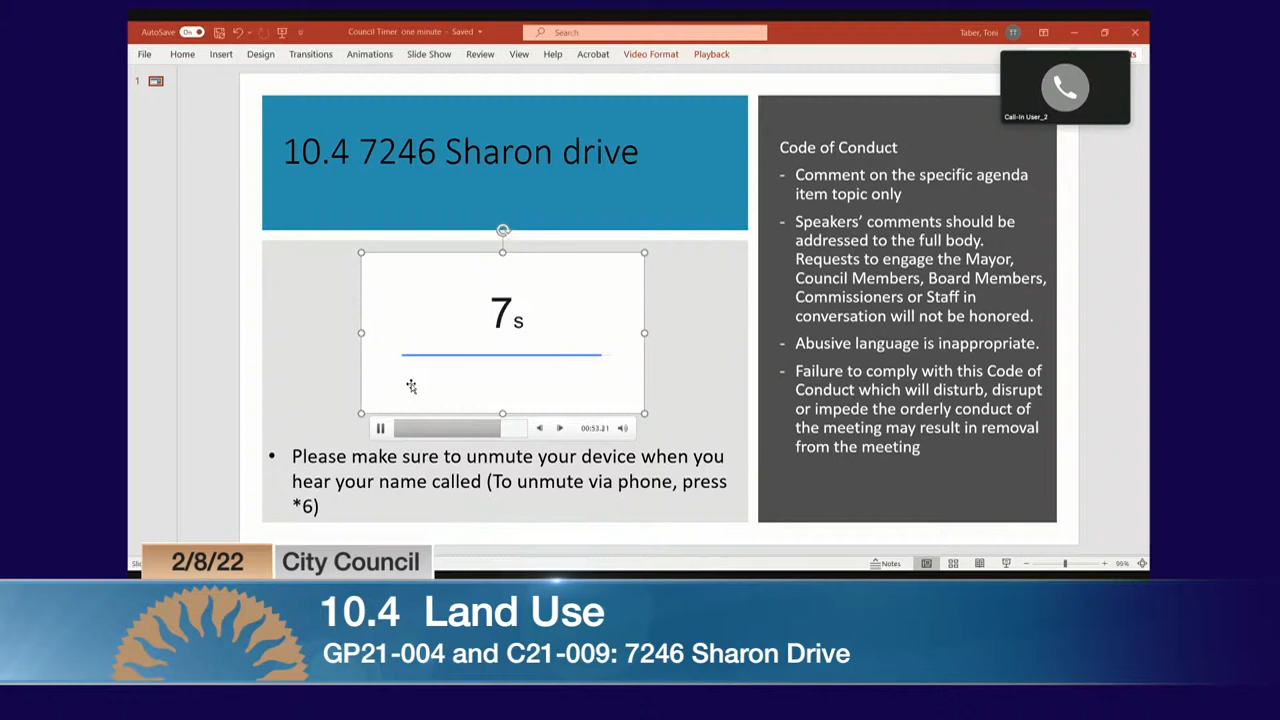 AutoSave On
Council Timer one minute - Saved
Search
Taber, Toni TT
File Home Insert Design Transitions Animations Slide Show Review View Help Acrobat Video Format Playback
1
Call-In User_2
10.4 7246 Sharon drive
7 s
00:53.81
• Please make sure to unmute your device when you
hear your name called (To unmute via phone, press
*6)
Code of Conduct
- Comment on the specific agenda
item topic only
- Speakers’ comments should be
addressed to the full body.
Requests to engage the Mayor,
Council Members, Board Members,
Commissioners or Staff in
conversation will not be honored.
- Abusive language is inappropriate.
- Failure to comply with this Code of
Conduct which will disturb, disrupt
or impede the orderly conduct of
the meeting may result in removal
from the meeting
Notes
99%
2/8/22 City Council
10.4 Land Use
GP21-004 and C21-009: 7246 Sharon Drive